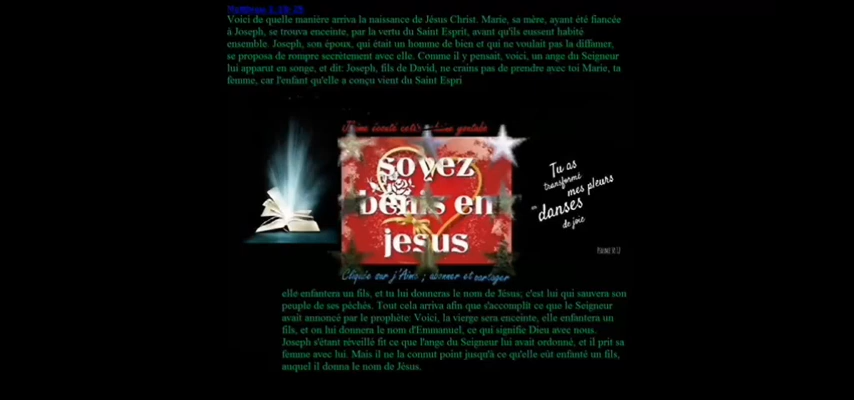 Matthieu 1:18-25
Voici de quelle manière arriva la naissance de Jésus Christ. Marie, sa mère, ayant été fiancée
à Joseph, se trouva enceinte, par la vertu du Saint Esprit, avant qu'ils eussent habité
ensemble. Joseph, son époux, qui était un homme de bien et qui ne voulait pas la diffamer,
se proposa de rompre secrètement avec elle. Comme il y pensait, voici, un ange du Seigneur
lui apparut en songe, et dit: Joseph, fils de David, ne crains pas de prendre avec toi Marie, ta
femme, car l'enfant qu'elle a conçu vient du Saint Espri
J'aime écouté youtube
soyez
bénis en
jesus
Clique sur j'Aime ; abonner et partager
Tu as
transformé
mes pleurs
en danses
de joie
elle enfantera un fils, et tu lui donneras le nom de Jésus; c'est lui qui sauvera son
peuple de ses péchés. Tout cela arriva afin que s'accomplît ce que le Seigneur
avait annoncé par le prophète: Voici, la vierge sera enceinte, elle enfantera un
fils, et on lui donnera le nom d'Emmanuel, ce qui signifie Dieu avec nous.
Joseph s'étant réveillé fit ce que l'ange du Seigneur lui avait ordonné, et il prit sa
femme avec lui. Mais il ne la connut point jusqu'à ce qu'elle eût enfanté un fils,
auquel il donna le nom de Jésus.